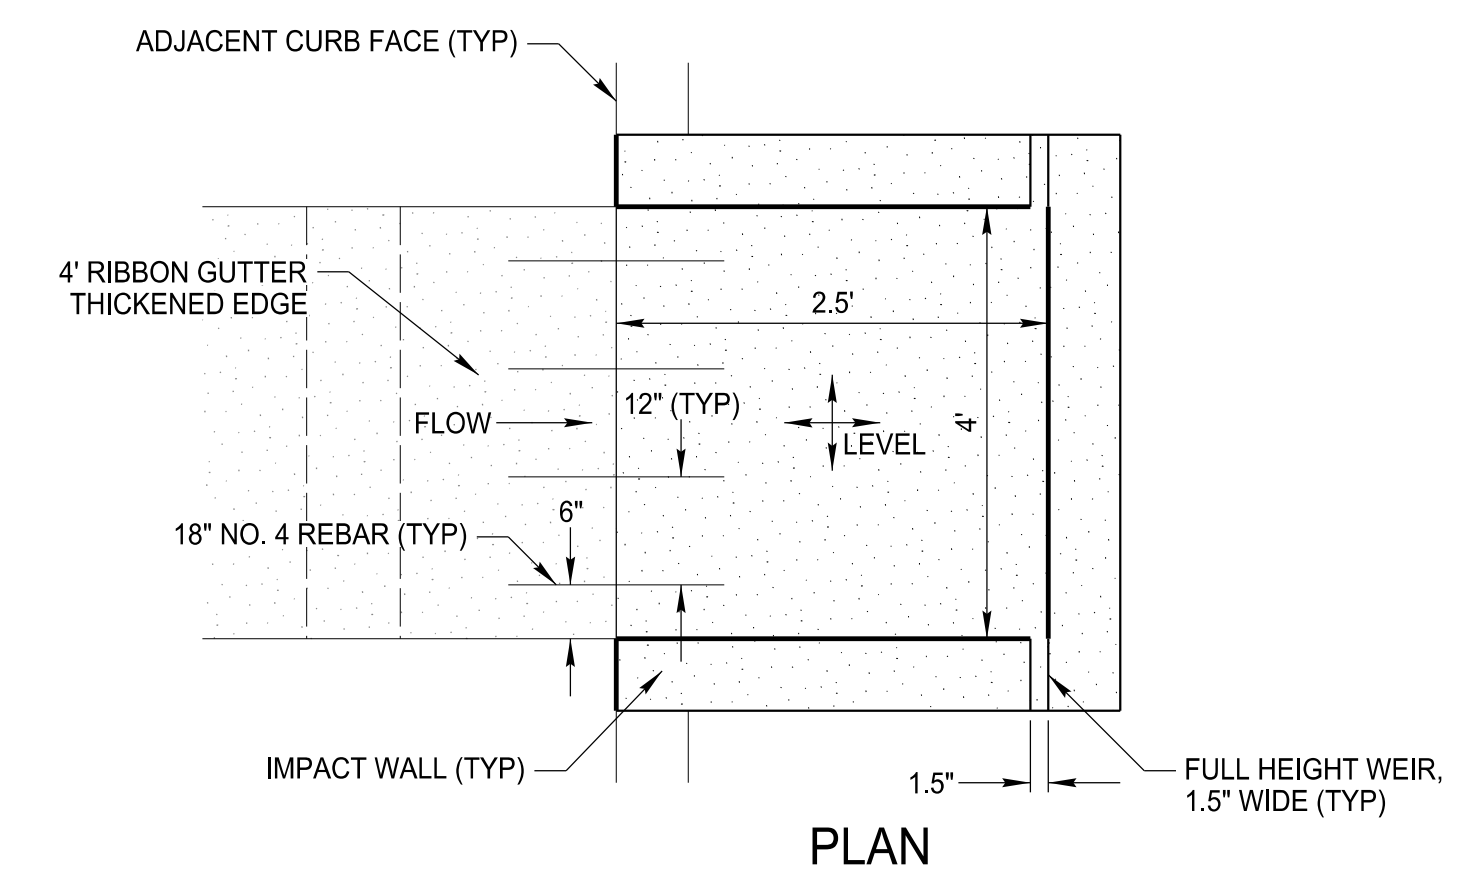 ADJACENT CURB FACE (TYP)
4' RIBBON GUTTER
THICKENED EDGE
2.5'
12" (TYP)
FLOW
4'
LEVEL
6"
18" NO. 4 REBAR (TYP)
IMPACT WALL (TYP)
1.5"
FULL HEIGHT WEIR,
1.5" WIDE (TYP)
PLAN